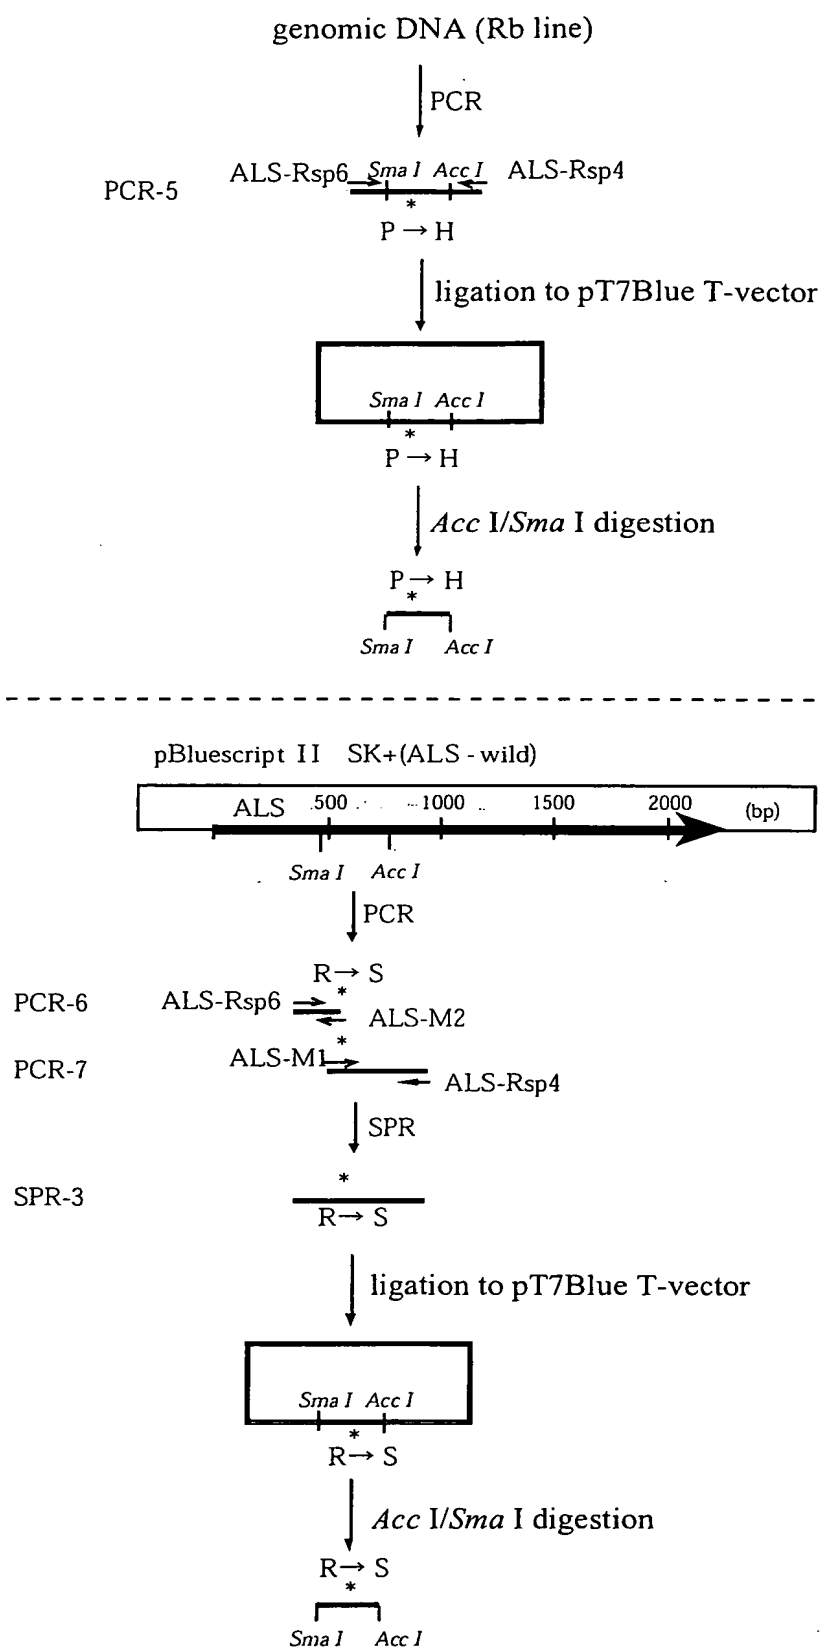 genomic DNA (Rb line)
PCR
ALS-Rsp6 Sma I Acc I ALS-Rsp4
PCR-5
*
P → H
ligation to pT7Blue T-vector
Sma I Acc I
*
P → H
Acc I/Sma I digestion
P → H
*
Sma I Acc I
pBluescript II SK+(ALS - wild)
ALS 500 1000 1500 2000 (bp)
Sma I Acc I
PCR
R → S
*
PCR-6 ALS-Rsp6 ALS-M2
*
PCR-7 ALS-M1 ALS-Rsp4
SPR
*
SPR-3
R → S
ligation to pT7Blue T-vector
Sma I Acc I
*
R → S
Acc I/Sma I digestion
R → S
*
Sma I Acc I